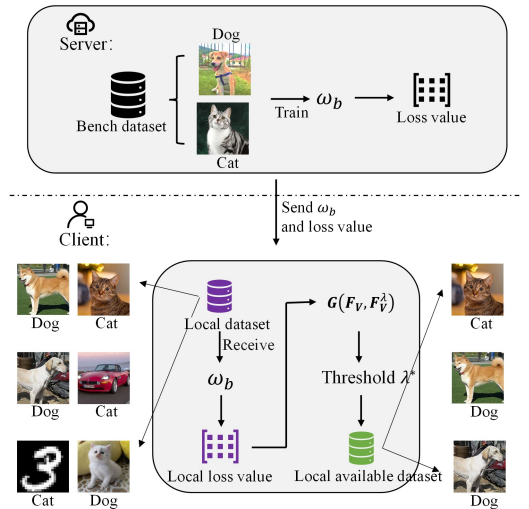 Server:
Dog
Bench dataset
Cat
Train
ω_b
Loss value
Send ω_b
and loss value
Client:
Dog
Cat
Dog
Cat
3
Cat
Dog
Local dataset
Receive
ω_b
Local loss value
G(F_V, F_V^λ)
Threshold λ*
Local available dataset
Cat
Dog
Dog